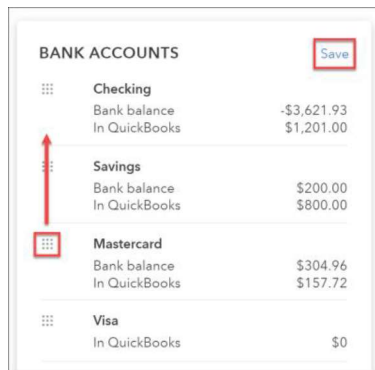 BANK ACCOUNTS Save
Checking
Bank balance -$3,621.93
In QuickBooks $1,201.00
Savings
Bank balance $200.00
In QuickBooks $800.00
Mastercard
Bank balance $304.96
In QuickBooks $157.72
Visa
In QuickBooks $0